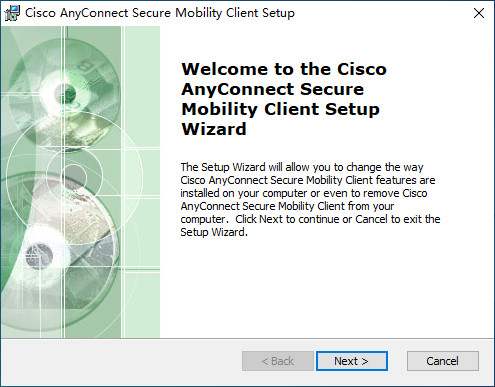 Cisco AnyConnect Secure Mobility Client Setup
Welcome to the Cisco
AnyConnect Secure
Mobility Client Setup
Wizard
The Setup Wizard will allow you to change the way
Cisco AnyConnect Secure Mobility Client features are
installed on your computer or even to remove Cisco
AnyConnect Secure Mobility Client from your
computer.  Click Next to continue or Cancel to exit the
Setup Wizard.
< Back
Next >
Cancel